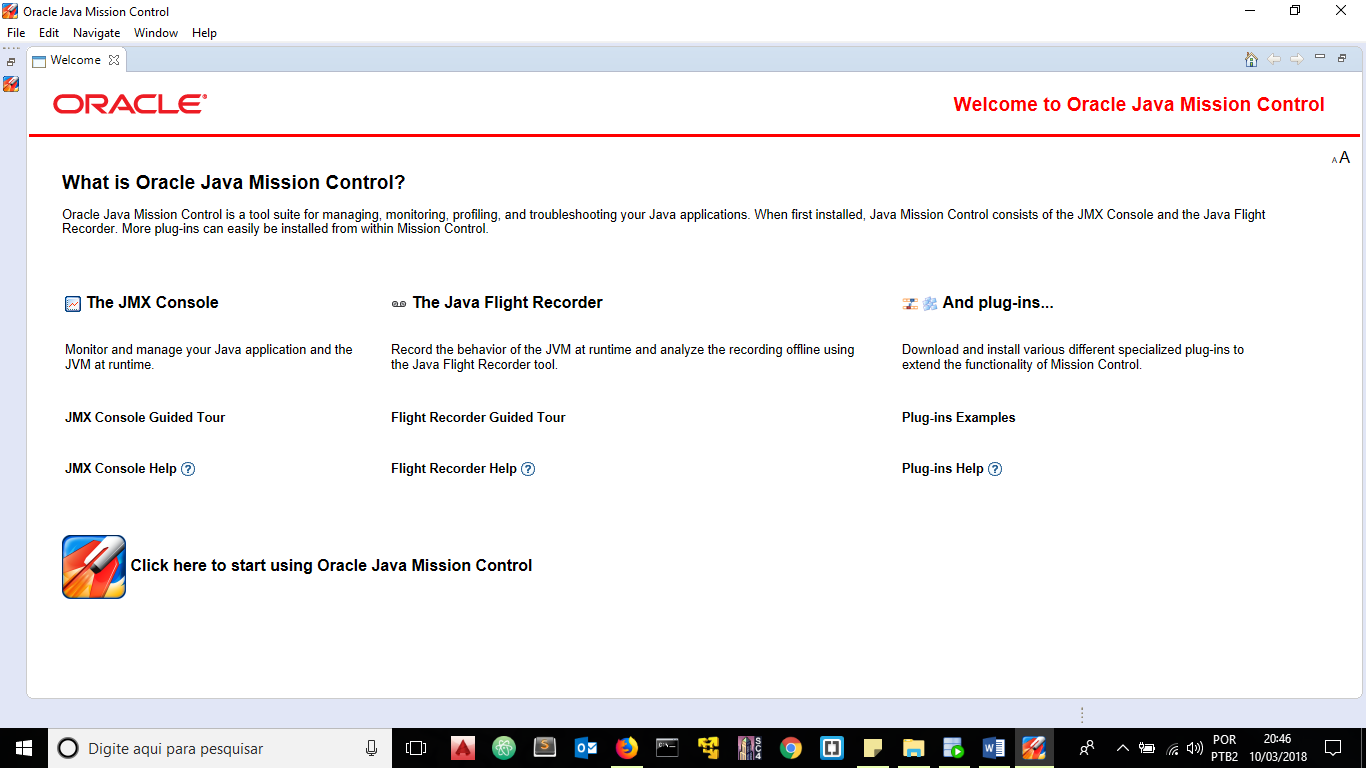 Oracle Java Mission Control
File Edit Navigate Window Help
Welcome
ORACLE®
Welcome to Oracle Java Mission Control
A A
What is Oracle Java Mission Control?
Oracle Java Mission Control is a tool suite for managing, monitoring, profiling, and troubleshooting your Java applications. When first installed, Java Mission Control consists of the JMX Console and the Java Flight
Recorder. More plug-ins can easily be installed from within Mission Control.
The JMX Console
Monitor and manage your Java application and the
JVM at runtime.
JMX Console Guided Tour
JMX Console Help ?
The Java Flight Recorder
Record the behavior of the JVM at runtime and analyze the recording offline using
the Java Flight Recorder tool.
Flight Recorder Guided Tour
Flight Recorder Help ?
And plug-ins...
Download and install various different specialized plug-ins to
extend the functionality of Mission Control.
Plug-ins Examples
Plug-ins Help ?
Click here to start using Oracle Java Mission Control
Digite aqui para pesquisar
SC4
POR
PTB2
20:46
10/03/2018